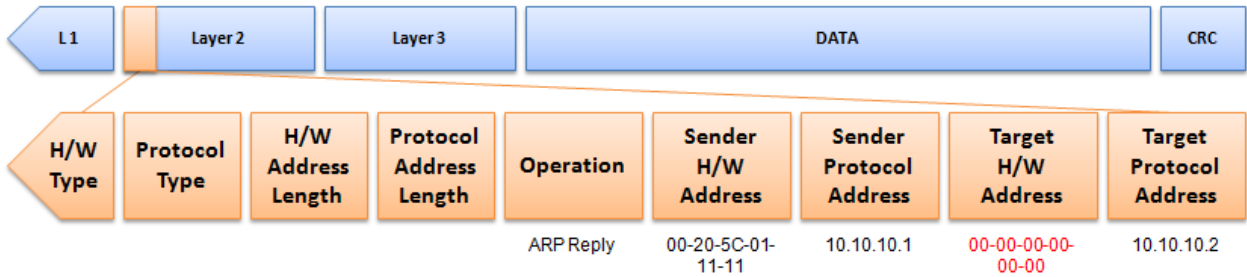 L 1
Layer 2
Layer 3
DATA
CRC
H/W
Type
Protocol
Type
H/W
Address
Length
Protocol
Address
Length
Operation
Sender
H/W
Address
Sender
Protocol
Address
Target
H/W
Address
Target
Protocol
Address
ARP Reply
00-20-5C-01-
11-11
10.10.10.1
00-00-00-00-
00-00
10.10.10.2